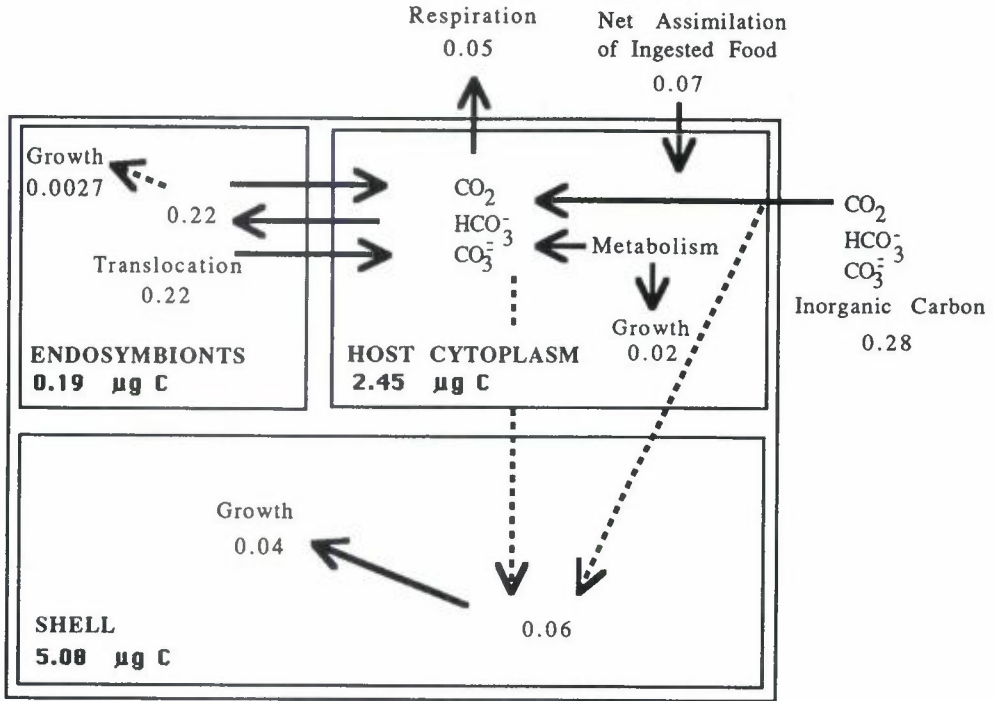 Respiration
0.05
Net Assimilation
of Ingested Food
0.07
Growth
0.0027
0.22
Translocation
0.22
ENDOSYMBIONTS
0.19 µg C
CO₂
HCO₃⁻
CO₃⁼
Metabolism
Growth
0.02
HOST CYTOPLASM
2.45 µg C
CO₂
HCO₃⁻
CO₃⁼
Inorganic Carbon
0.28
Growth
0.04
0.06
SHELL
5.08 µg C